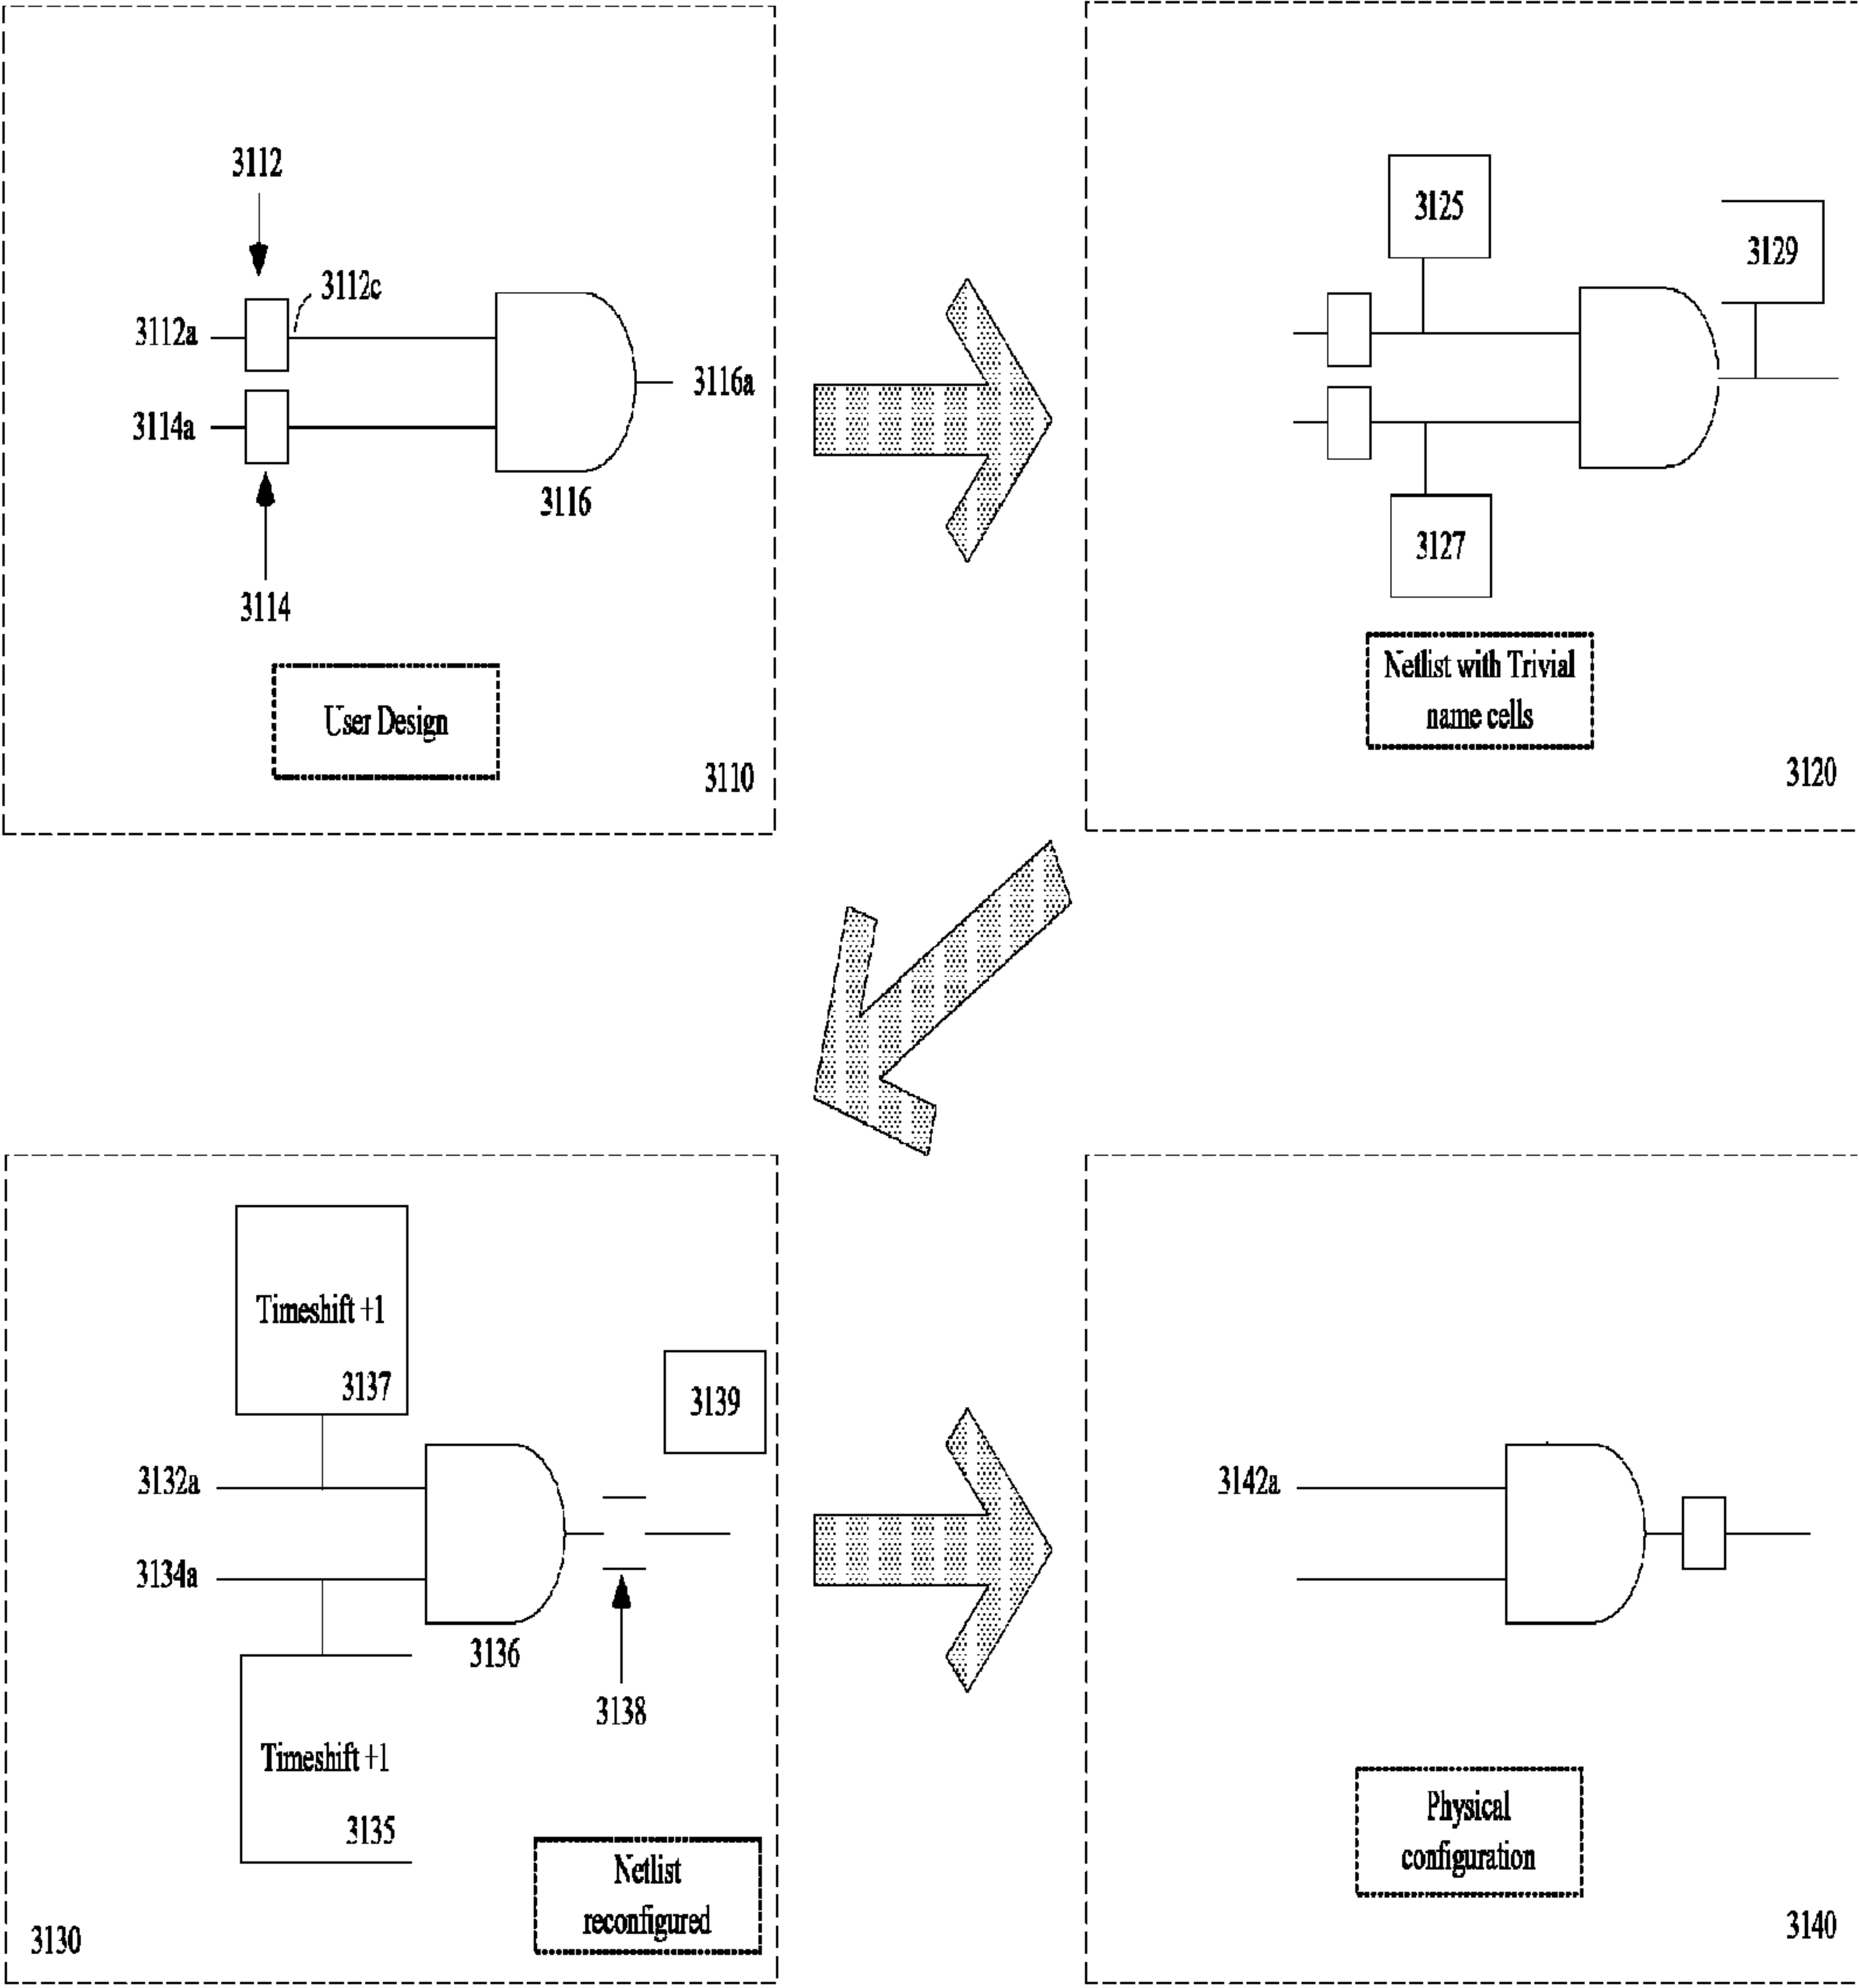 3112
3112c
3112a
3116a
3114a
3116
3114
User Design
3110
3125
3129
3127
Netlist with Trivial
name cells
3120
Timeshift +1
3137
3139
3132a
3134a
3136
3138
Timeshift +1
3135
Netlist
reconfigured
3130
3142a
Physical
configuration
3140